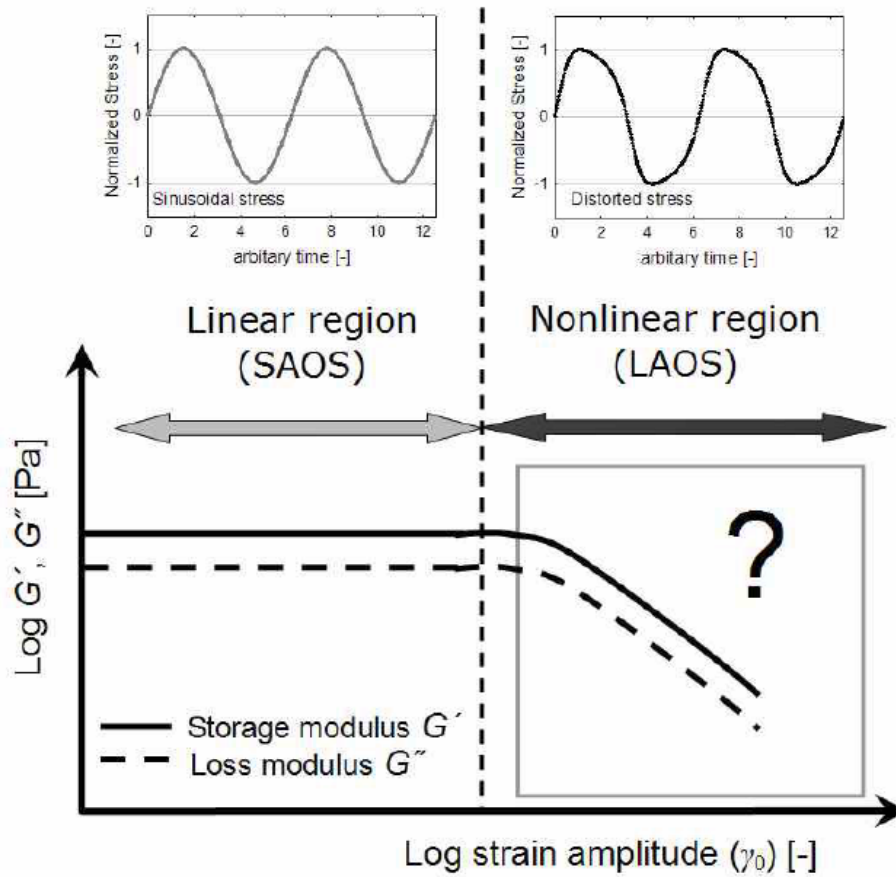 Normalized Stress [-]
1
0
-1
Sinusoidal stress
0 2 4 6 8 10 12
arbitary time [-]
Normalized Stress [-]
1
0
-1
Distorted stress
0 2 4 6 8 10 12
arbitary time [-]
Linear region
(SAOS)
Nonlinear region
(LAOS)
Log G′, G″ [Pa]
?
Storage modulus G′
Loss modulus G″
Log strain amplitude (γ₀) [-]